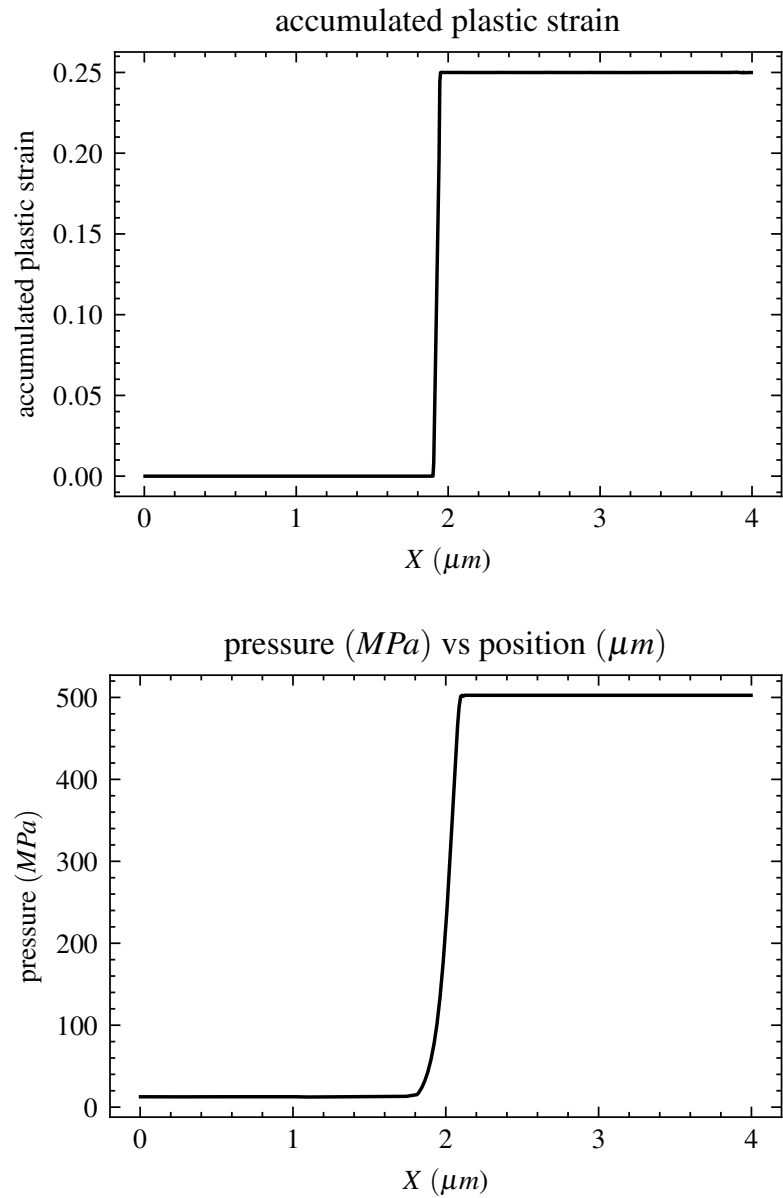 accumulated plastic strain
accumulated plastic strain
0.25
0.20
0.15
0.10
0.05
0.00
0 1 2 3 4
X (μm)
pressure (MPa) vs position (μm)
pressure (MPa)
500
400
300
200
100
0
0 1 2 3 4
X (μm)